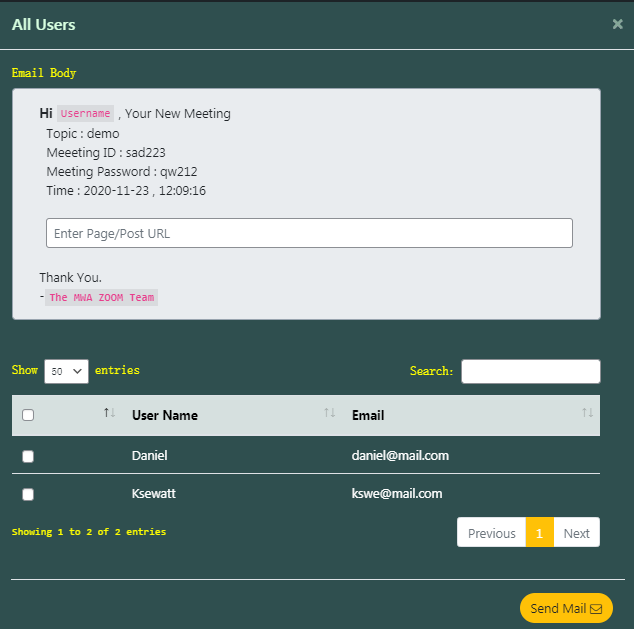 All Users ×
Email Body
Hi Username , Your New Meeting
Topic : demo
Meeeting ID : sad223
Meeting Password : qw212
Time : 2020-11-23 , 12:09:16
Enter Page/Post URL
Thank You.
- The MWA ZOOM Team
Show 50 entries Search:
User Name Email
Daniel daniel@mail.com
Ksewatt kswe@mail.com
Showing 1 to 2 of 2 entries Previous 1 Next
Send Mail